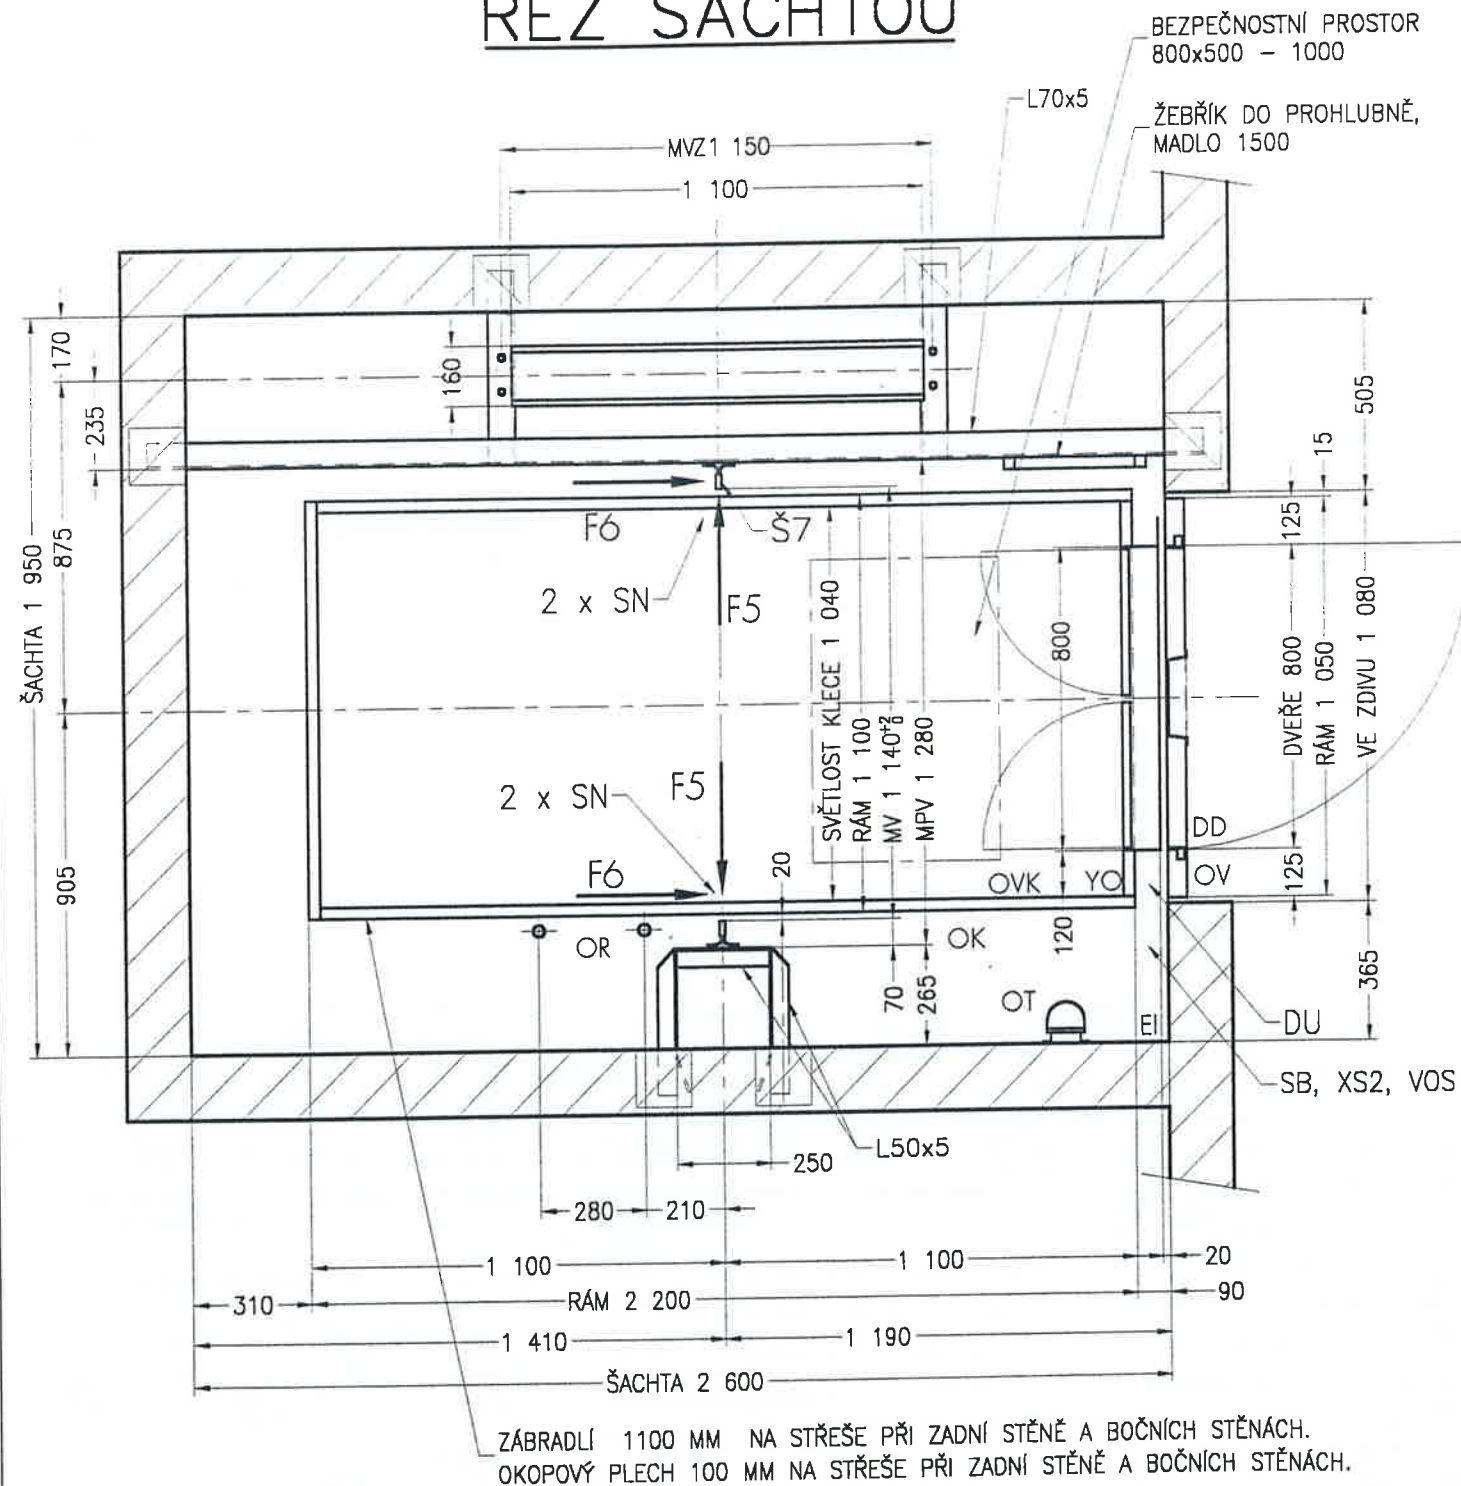 ŘEZ ŠACHTOU
BEZPEČNOSTNÍ PROSTOR
800x500 - 1000
L70x5
ŽEBŘÍK DO PROHLUBNĚ,
MADLO 1500
MVZ1 150
1 100
170
235
160
505
15
ŠACHTA 1 950
875
905
F6
Š7
2 x SN
F5
SVĚTLOST KLECE 1 040
RÁM 1 100
MV 1 140+2 0
MPV 1 280
800
125
DVEŘE 800
RÁM 1 050
VE ZDIVU 1 080
2 x SN
F5
20
DD
F6
OVK
YO
OV
125
OR
OK
120
70
265
OT
EI
365
DU
SB, XS2, VOS
L50x5
250
280
210
1 100
1 100
20
310
RÁM 2 200
90
1 410
1 190
ŠACHTA 2 600
ZÁBRADLÍ 1100 MM NA STŘEŠE PŘI ZADNÍ STĚNĚ A BOČNÍCH STĚNÁCH.
OKOPOVÝ PLECH 100 MM NA STŘEŠE PŘI ZADNÍ STĚNĚ A BOČNÍCH STĚNÁCH.